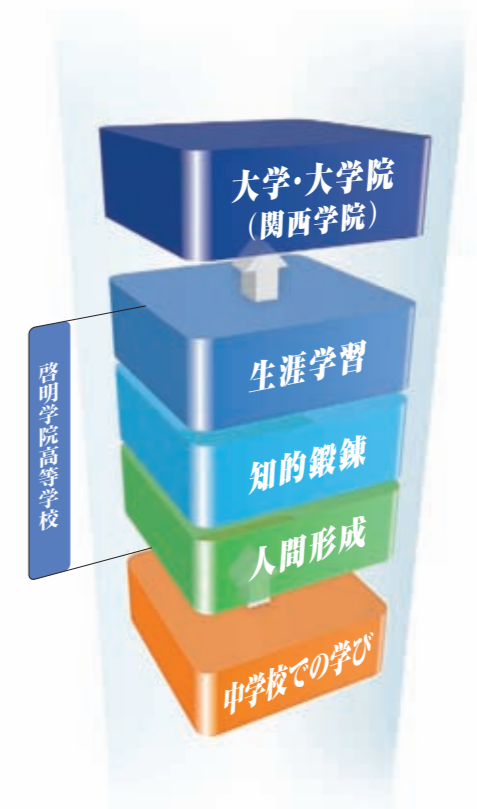 大学・大学院
（関西学院）
生涯学習
知的鍛錬
人間形成
中学校での学び
啓明学院高等学校